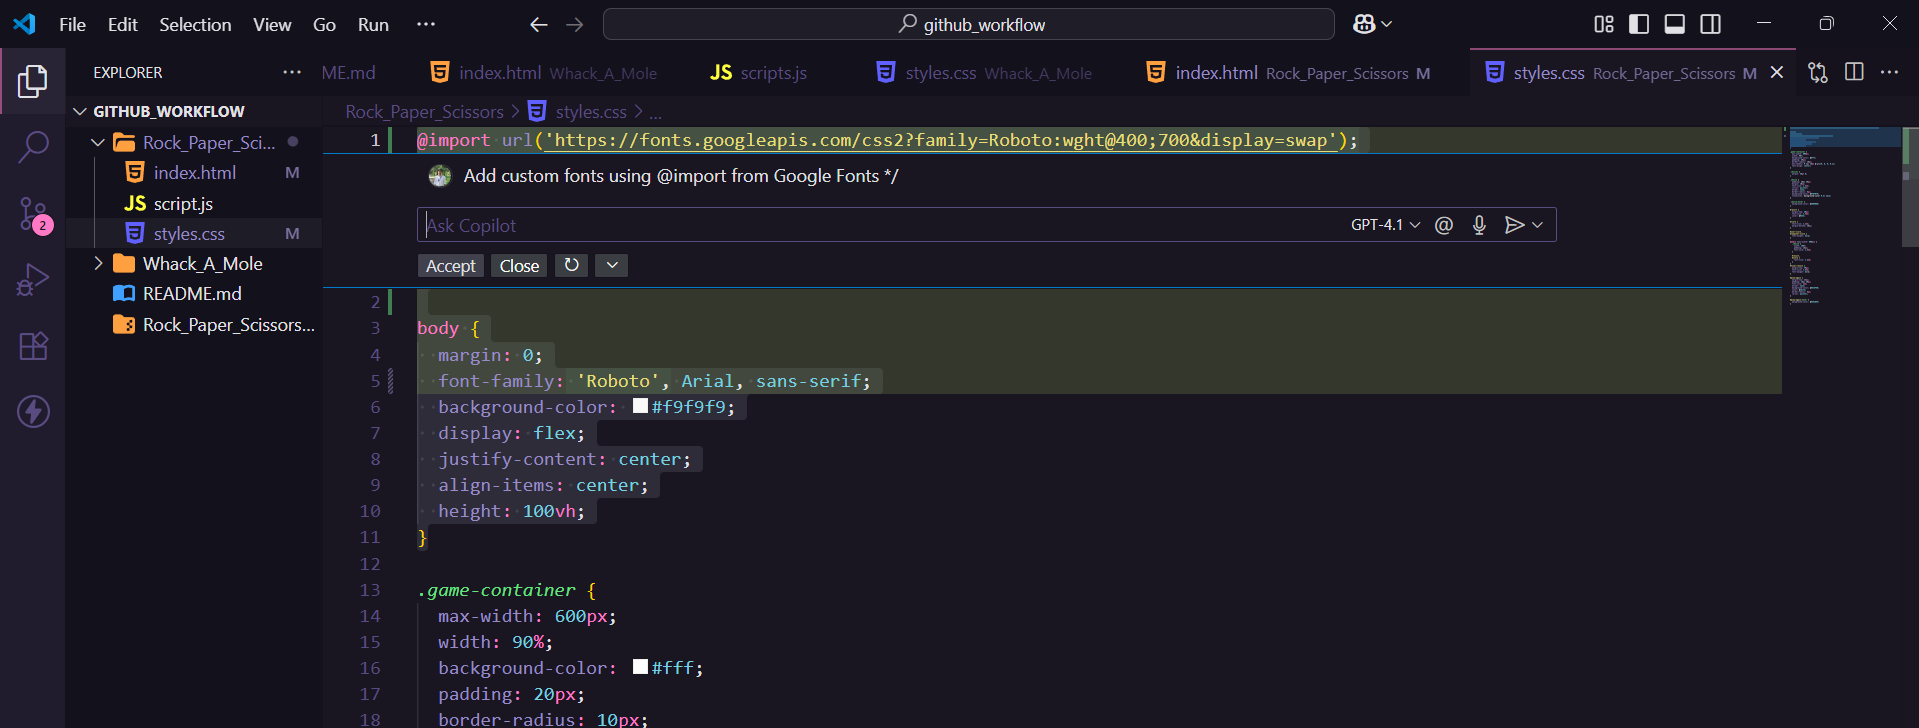 File Edit Selection View Go Run ··· github_workflow
EXPLORER ··· ME.md index.html Whack_A_Mole JS scripts.js styles.css Whack_A_Mole index.html Rock_Paper_Scissors M styles.css Rock_Paper_Scissors M
GITHUB_WORKFLOW
Rock_Paper_Sci...
index.html M
JS script.js
styles.css M
Whack_A_Mole
README.md
Rock_Paper_Scissors...
2
Rock_Paper_Scissors > styles.css > ...
1 @import url('https://fonts.googleapis.com/css2?family=Roboto:wght@400;700&display=swap');
Add custom fonts using @import from Google Fonts */
Ask Copilot GPT-4.1 @
Accept Close
2
3 body {
4 margin: 0;
5 font-family: 'Roboto', Arial, sans-serif;
6 background-color: #f9f9f9;
7 display: flex;
8 justify-content: center;
9 align-items: center;
10 height: 100vh;
11 }
12
13 .game-container {
14 max-width: 600px;
15 width: 90%;
16 background-color: #fff;
17 padding: 20px;
18 border-radius: 10px;